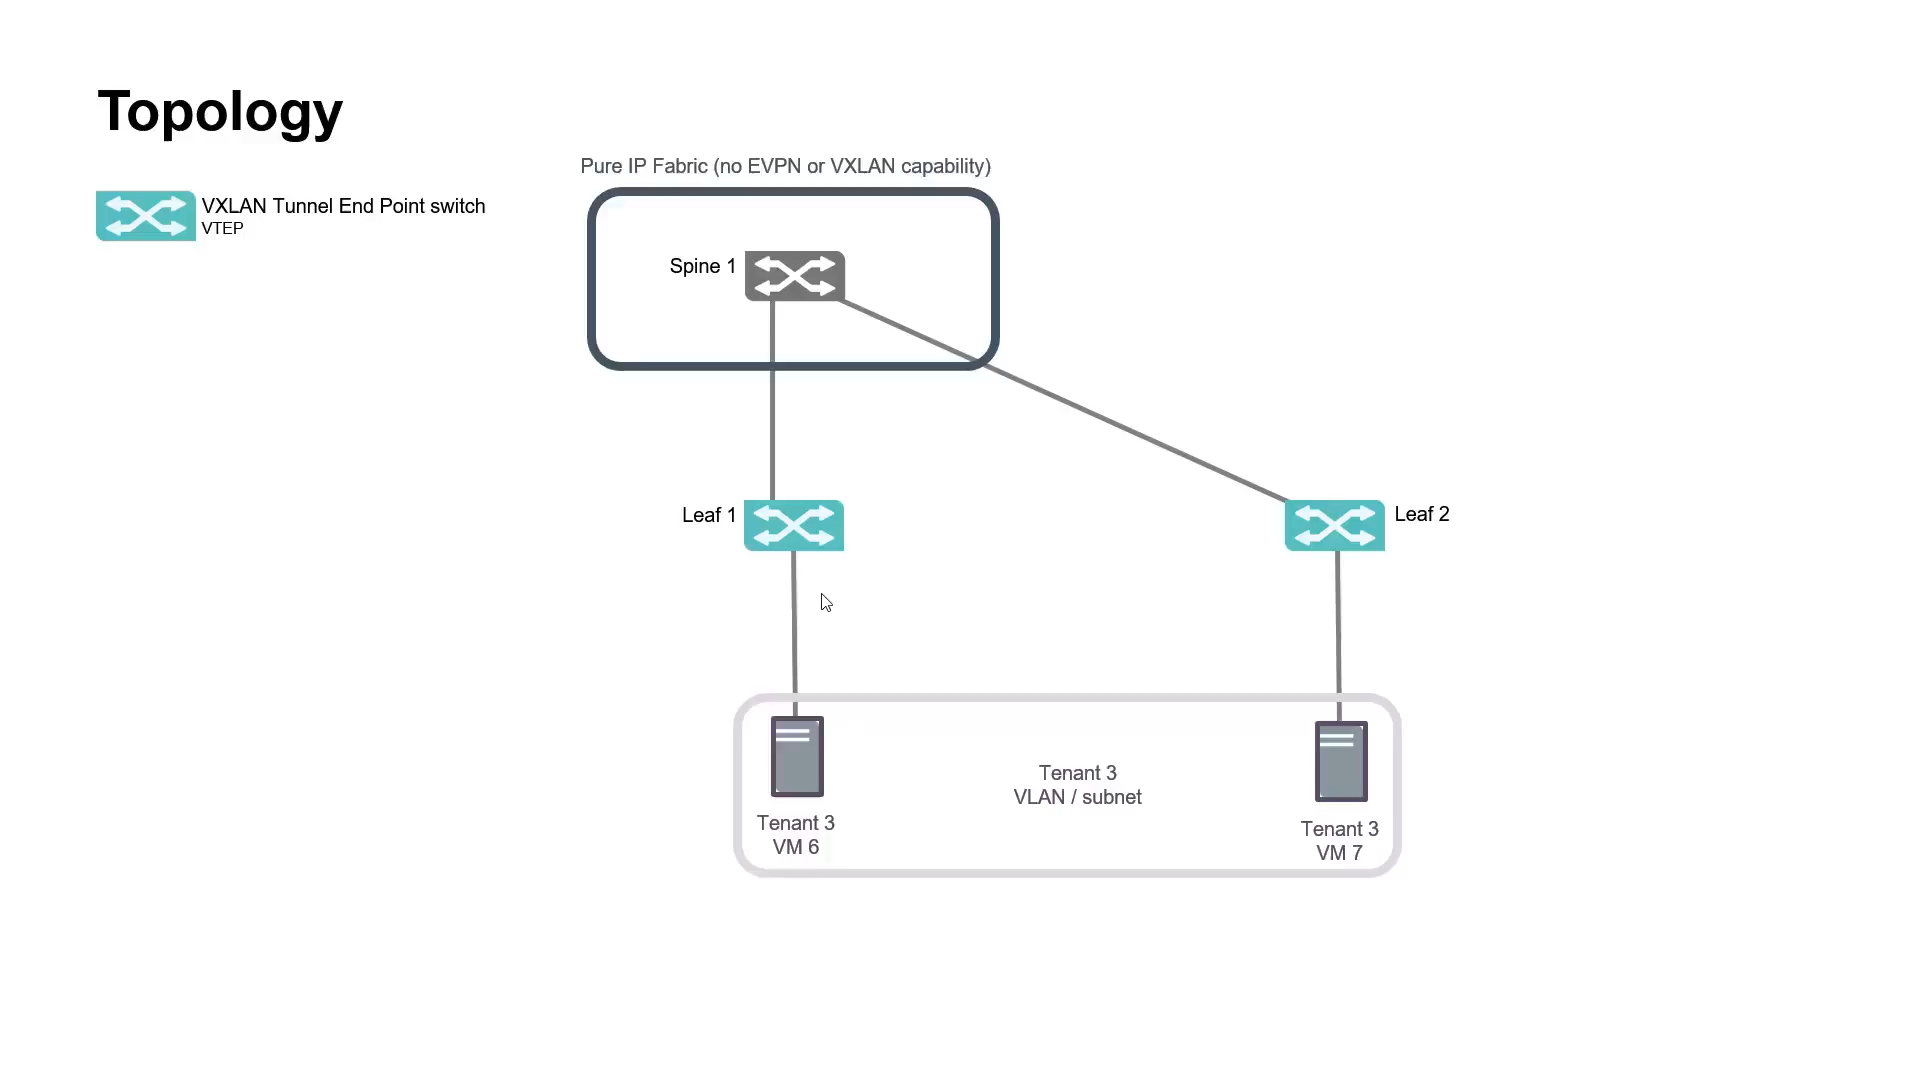 Topology
Pure IP Fabric (no EVPN or VXLAN capability)
VXLAN Tunnel End Point switch
VTEP
Spine 1
Leaf 1
Leaf 2
Tenant 3
VLAN / subnet
Tenant 3
VM 6
Tenant 3
VM 7